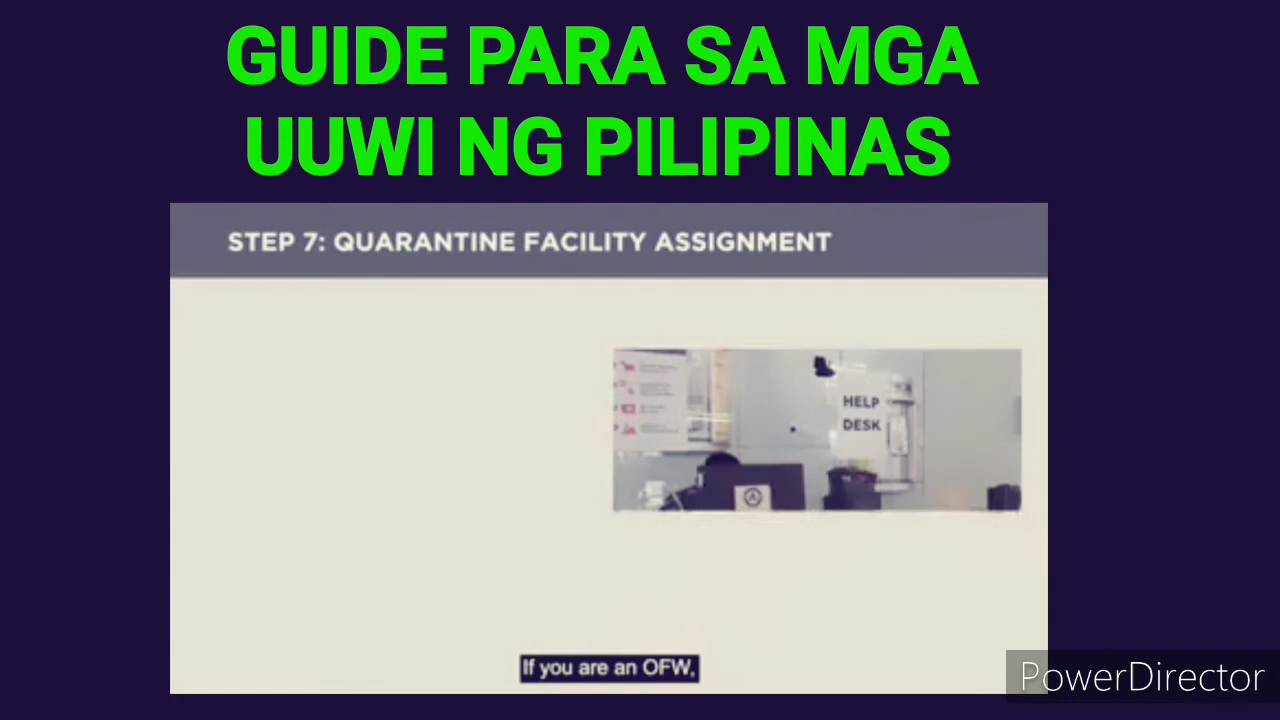 GUIDE PARA SA MGA
UUWI NG PILIPINAS
STEP 7: QUARANTINE FACILITY ASSIGNMENT
HELP
DESK
If you are an OFW,
PowerDirector